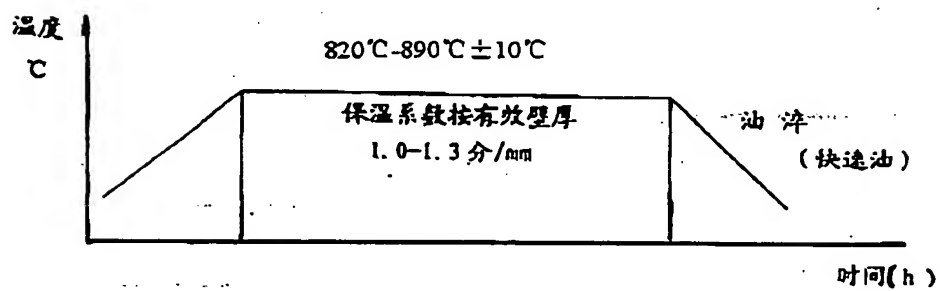 温度
℃
820℃-890℃±10℃
保温系数按有效壁厚
1.0-1.3分/mm
油淬
(快速油)
时间(h)